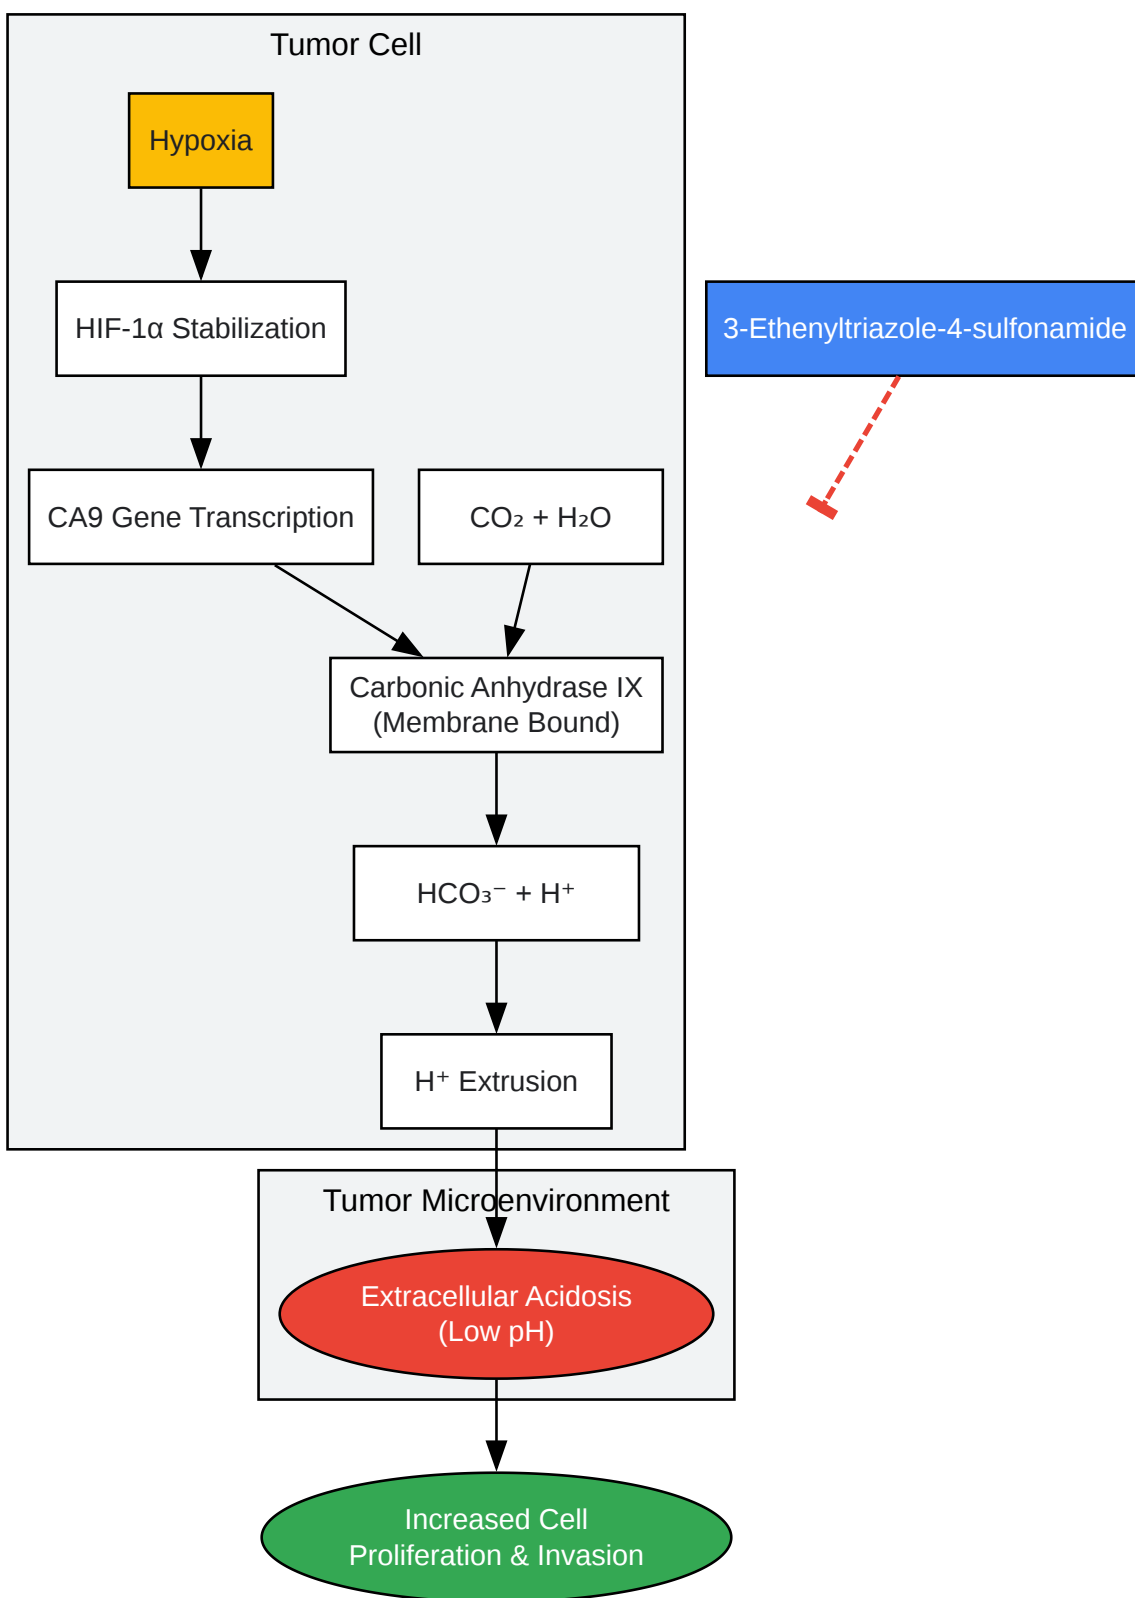 Tumor Cell
Hypoxia
HIF-1α Stabilization
3-Ethenyltriazole-4-sulfonamide
CA9 Gene Transcription
CO₂ + H₂O
Carbonic Anhydrase IX
(Membrane Bound)
HCO₃⁻ + H⁺
H⁺ Extrusion
Tumor Microenvironment
Extracellular Acidosis
(Low pH)
Increased Cell
Proliferation & Invasion